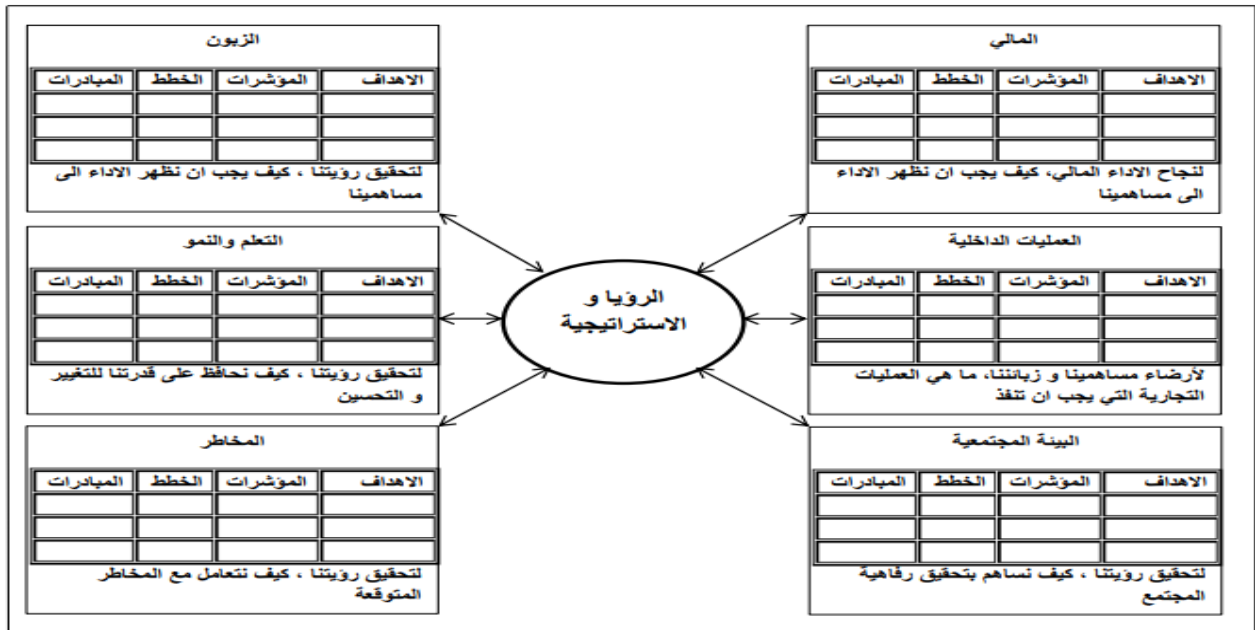 المالي
الاهداف المؤشرات الخطط المبادرات
لنجاح الاداء المالي، كيف يجب ان نظهر الاداء
الى مساهمينا
الزبون
الاهداف المؤشرات الخطط المبادرات
لتحقيق رؤيتنا ، كيف يجب ان نظهر الاداء الى
مساهمينا
العمليات الداخلية
الاهداف المؤشرات الخطط المبادرات
لأرضاء مساهمينا و زبائننا، ما هي العمليات
التجارية التي يجب ان تنفذ
الرؤيا و
الاستراتيجية
التعلم والنمو
الاهداف المؤشرات الخطط المبادرات
لتحقيق رؤيتنا ، كيف نحافظ على قدرتنا للتغيير
و التحسين
البيئة المجتمعية
الاهداف المؤشرات الخطط المبادرات
لتحقيق رؤيتنا ، كيف نساهم بتحقيق رفاهية
المجتمع
المخاطر
الاهداف المؤشرات الخطط المبادرات
لتحقيق رؤيتنا ، كيف نتعامل مع المخاطر
المتوقعة